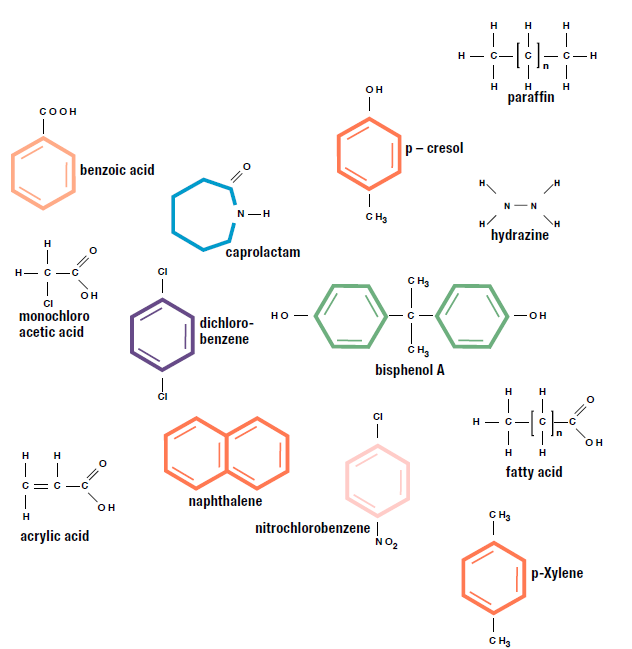 H H H
H C C C H
n
H H H
paraffin
OH
p – cresol
CH3
COOH
benzoic acid
O
N H
caprolactam
H H
N N
H H
hydrazine
H O
H C C
OH
Cl
monochloro
acetic acid
Cl
dichloro-
benzene
Cl
CH3
HO C OH
CH3
bisphenol A
H H
O
H C C C
n
OH
H H
fatty acid
naphthalene
Cl
nitrochlorobenzene
NO2
H H
O
C C C
OH
H
acrylic acid
CH3
p-Xylene
CH3